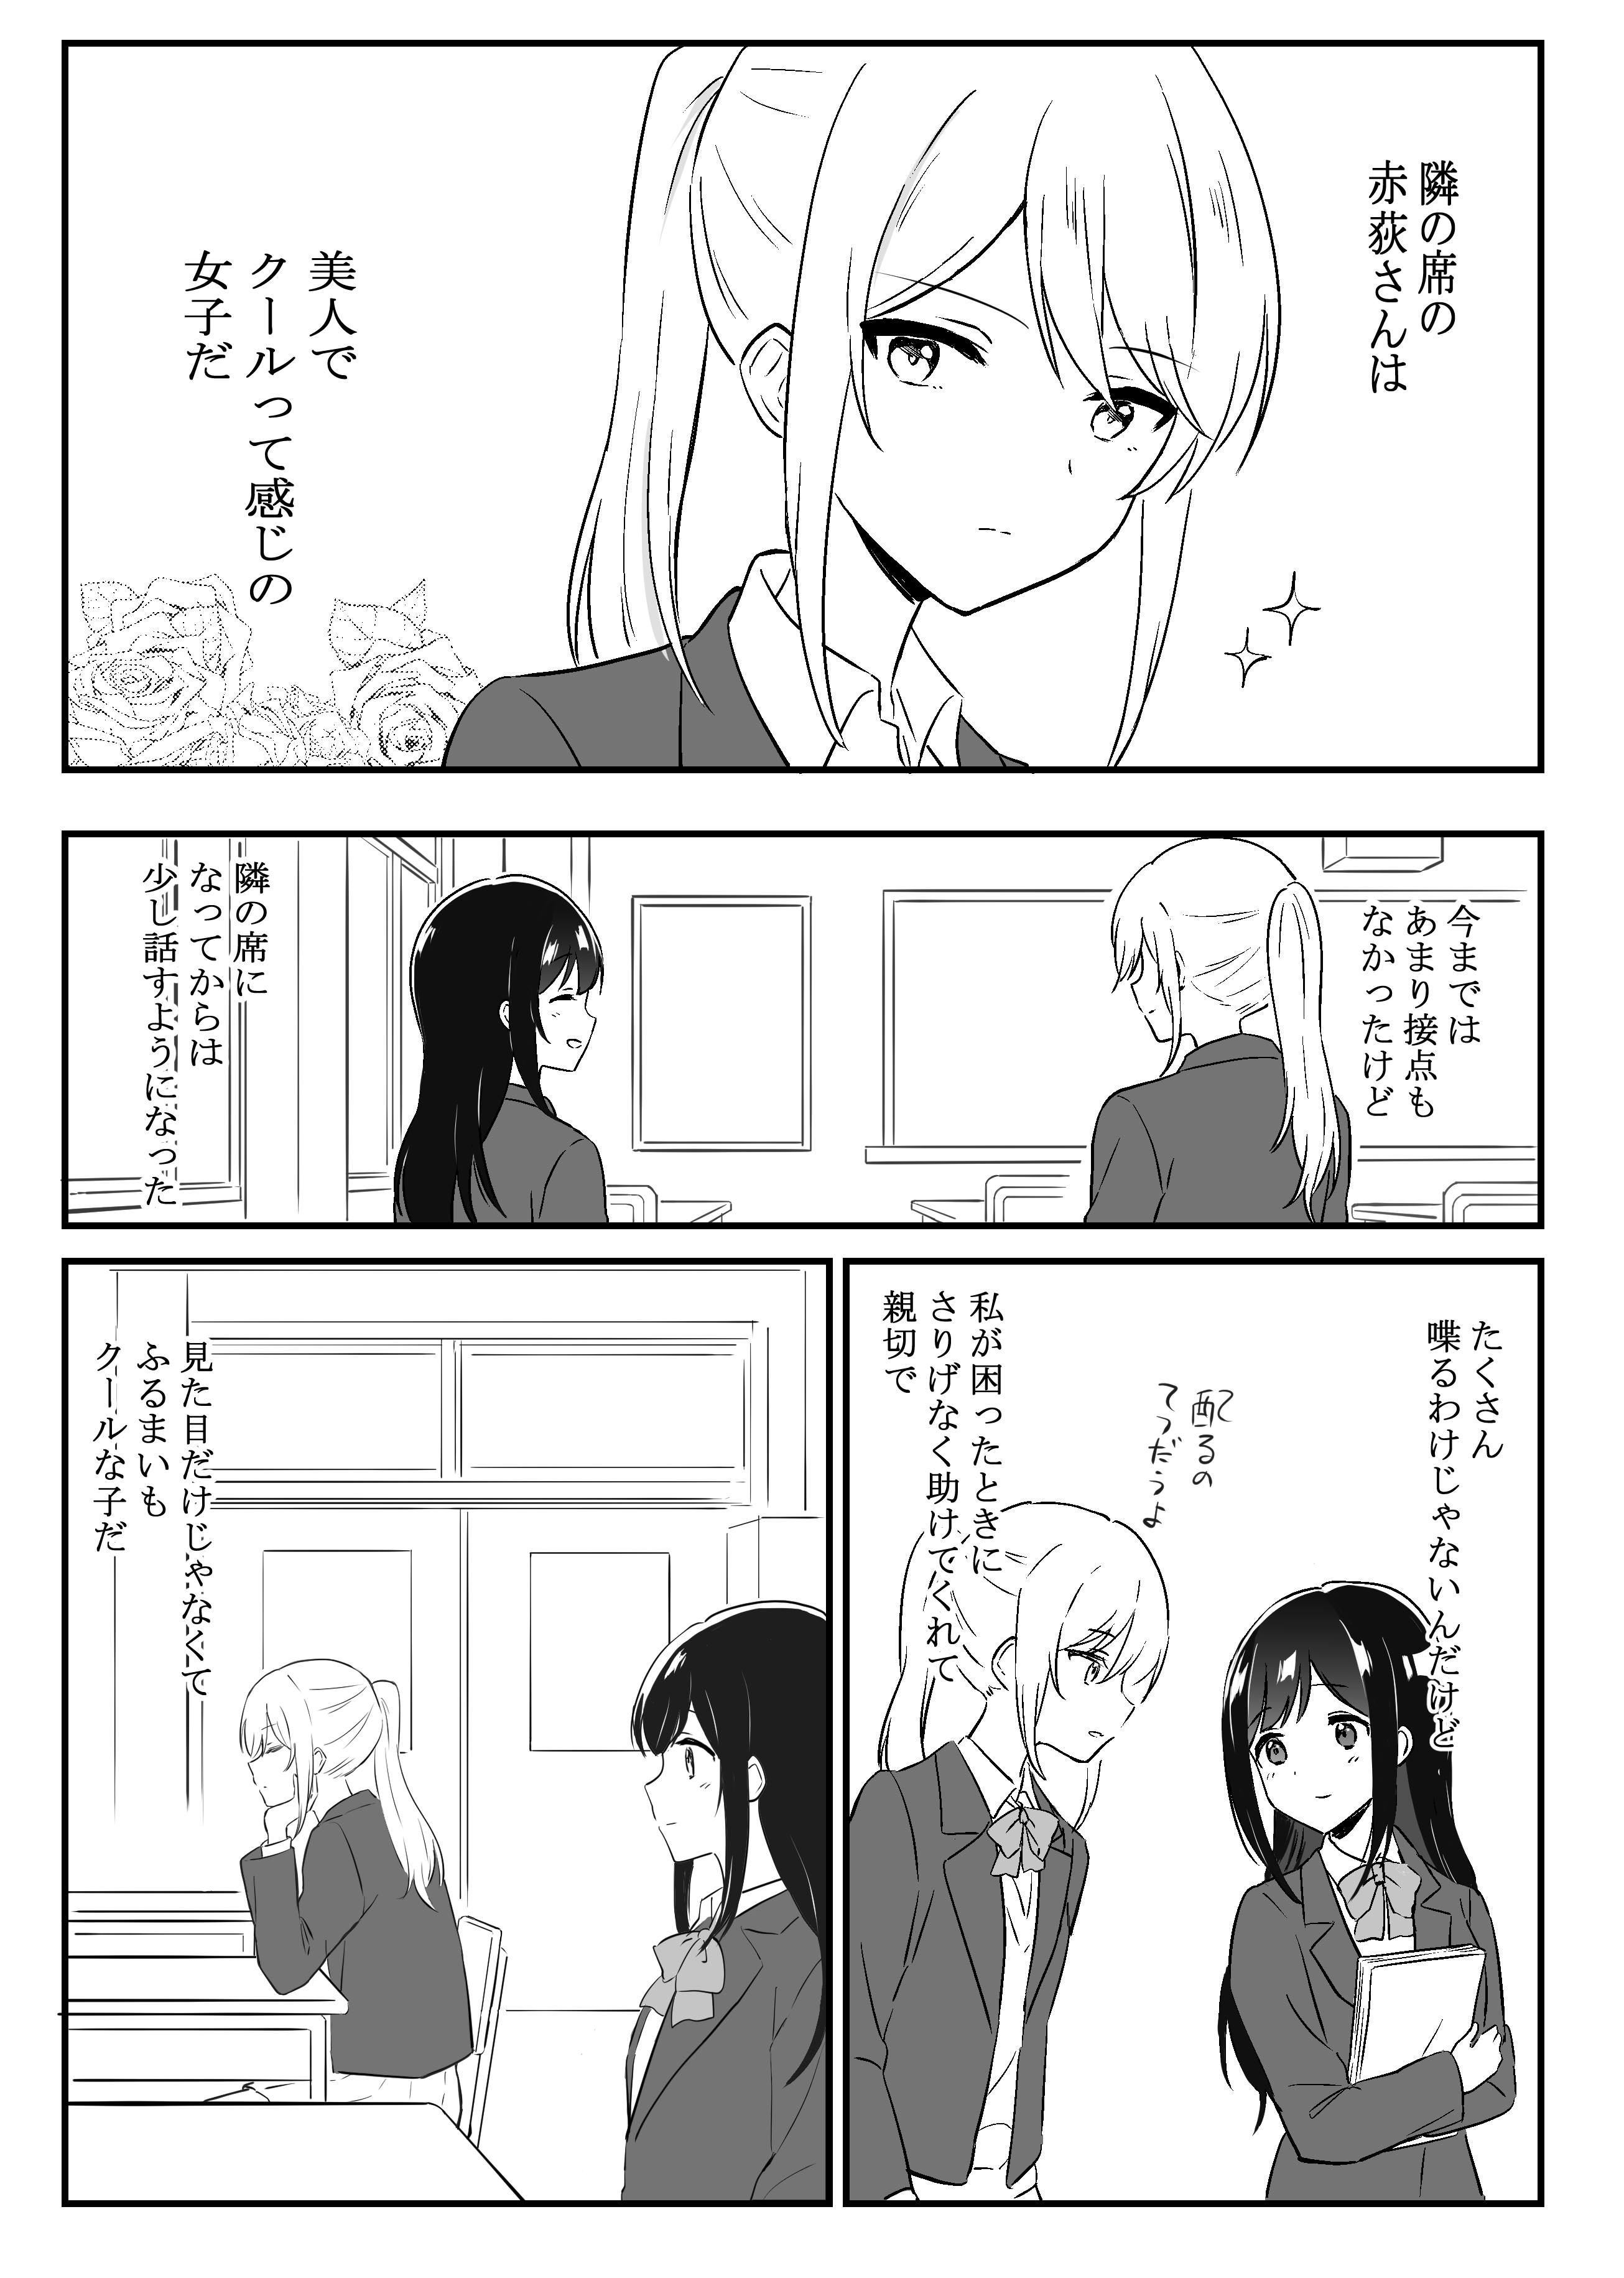 隣の席の
赤荻さんは
美人で
クールって感じの
女子だ
今までは
あまり接点も
なかったけど
隣の席に
なってからは
少し話すようになった
たくさん
喋るわけじゃないんだけど
配るの
てつだうよ
私が困ったときに
さりげなく助けてくれて
親切で
見た目だけじゃなくて
ふるまいも
クールな子だ